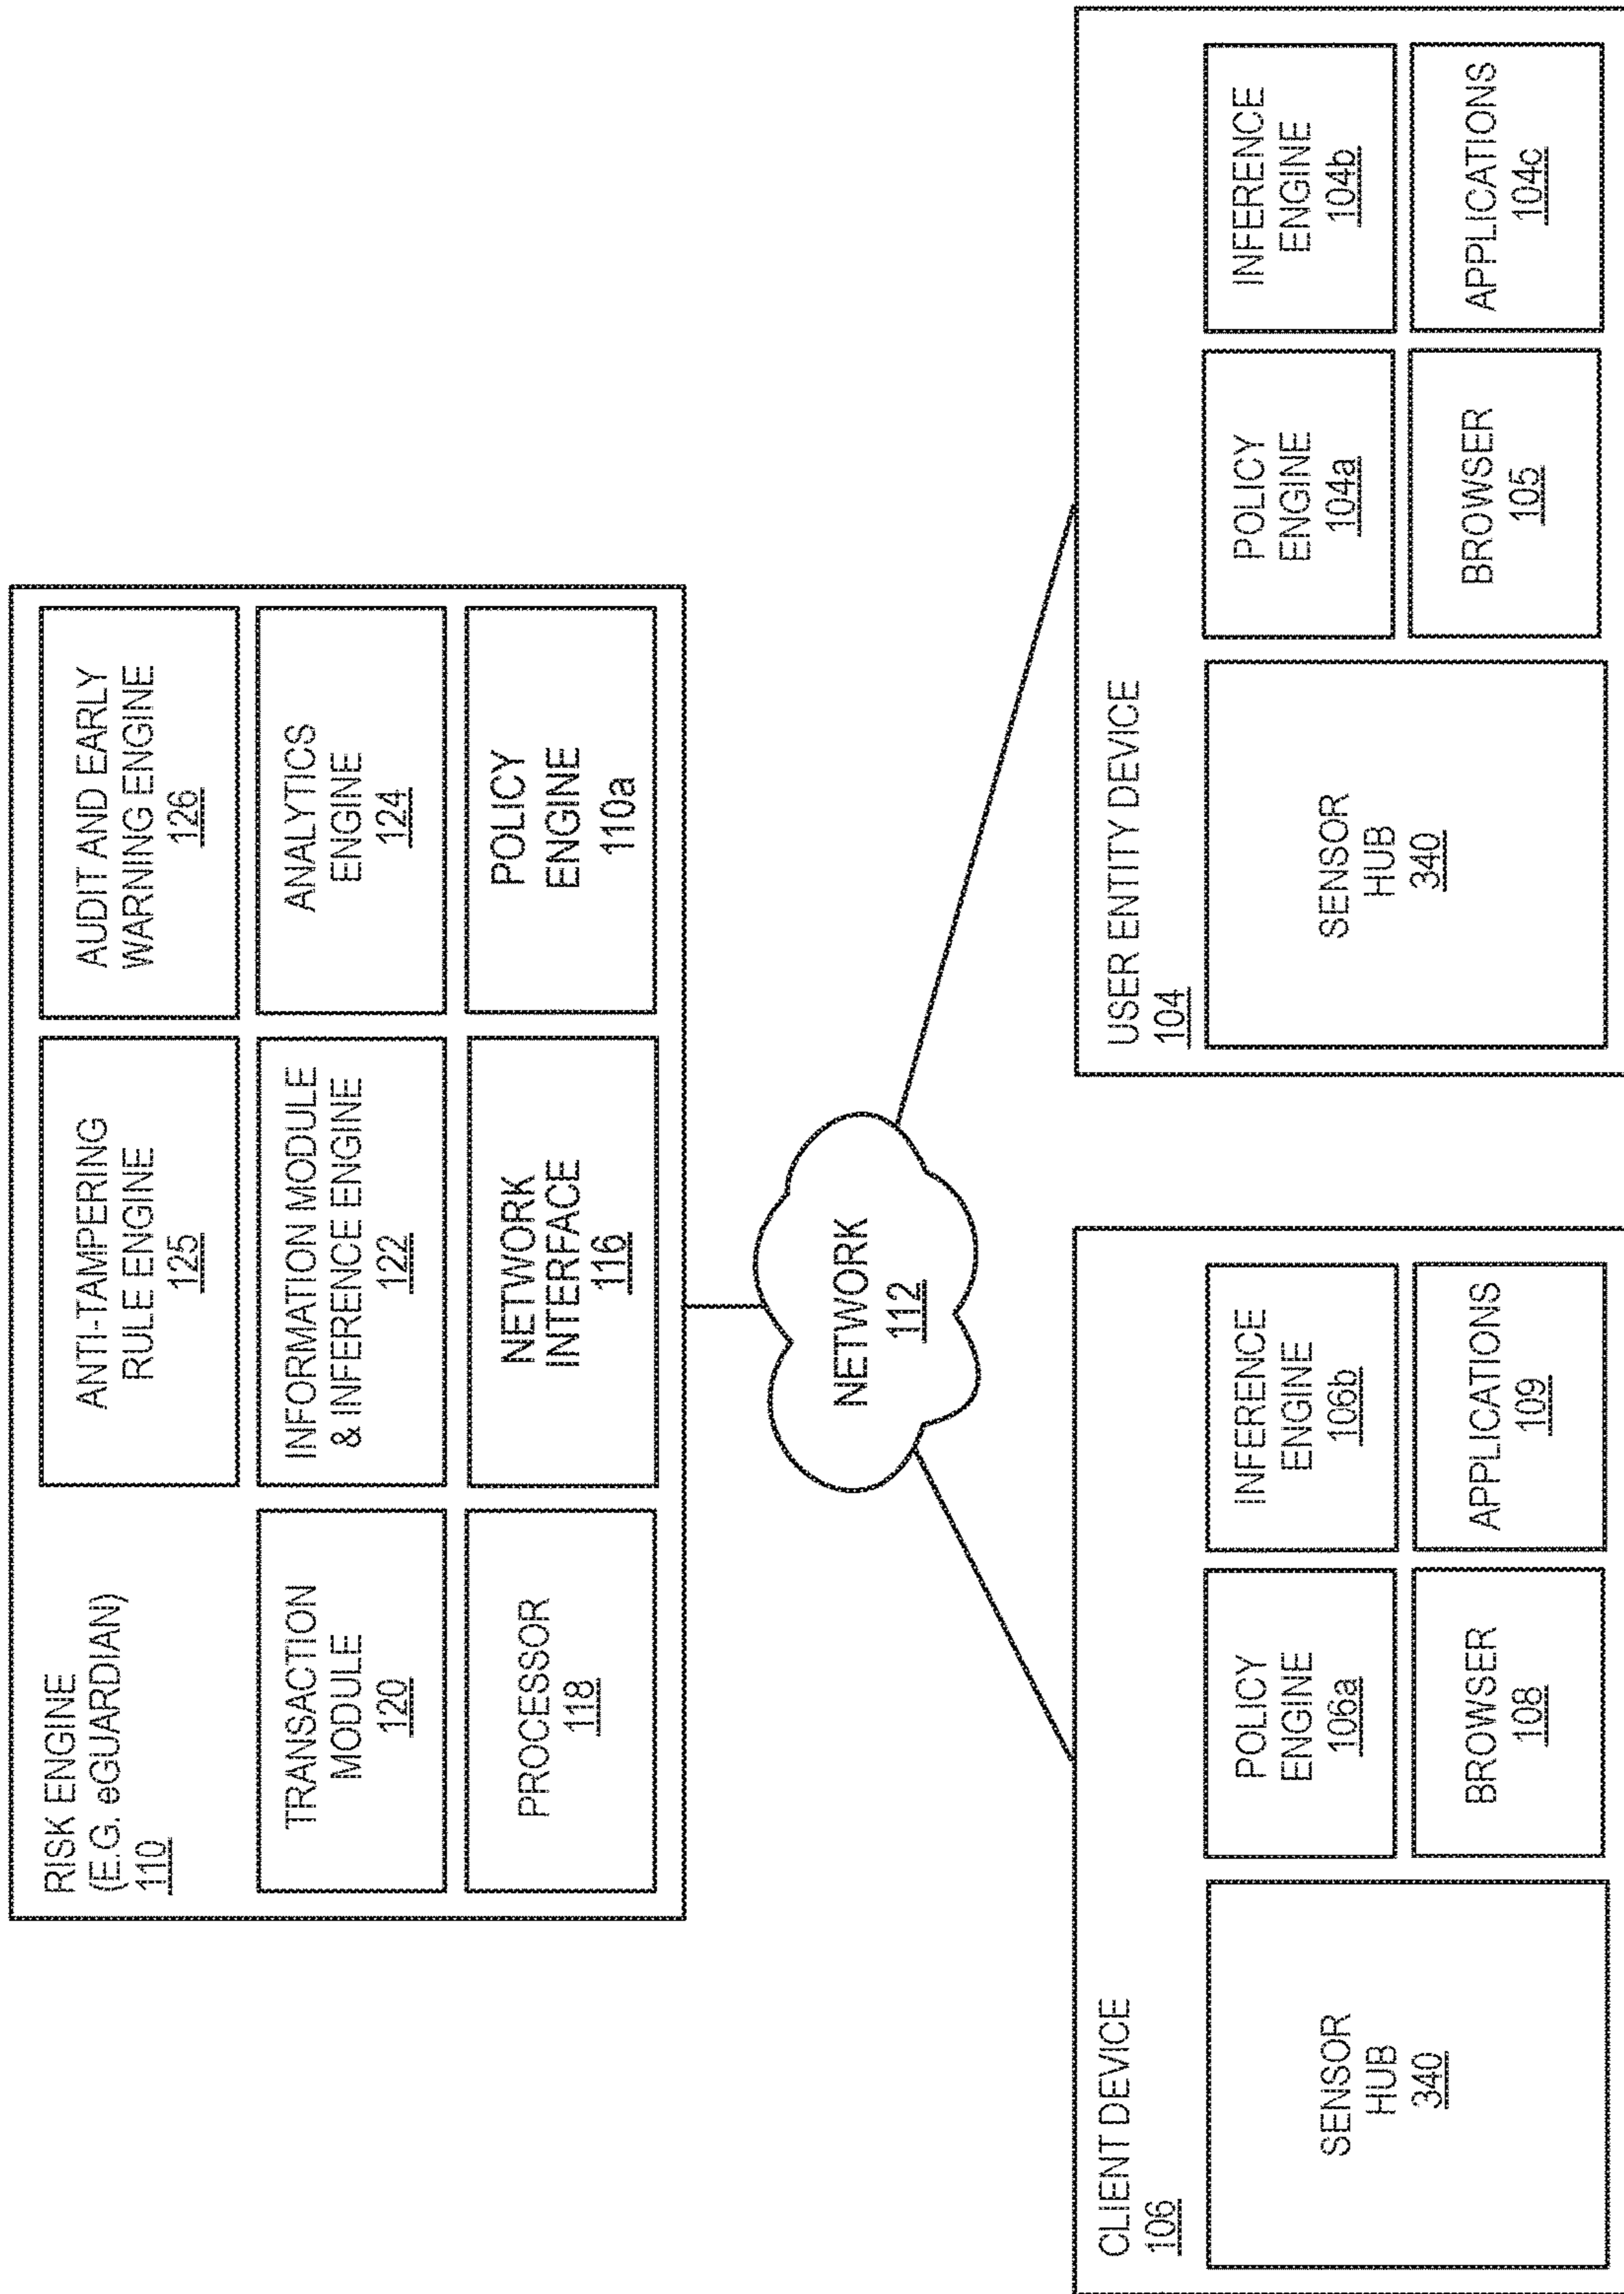 RISK ENGINE
(E.G. eGUARDIAN)
110
ANTI-TAMPERING
RULE ENGINE
125
AUDIT AND EARLY
WARNING ENGINE
126
TRANSACTION
MODULE
120
INFORMATION MODULE
& INFERENCE ENGINE
122
ANALYTICS
ENGINE
124
PROCESSOR
118
NETWORK
INTERFACE
116
POLICY
ENGINE
110a
NETWORK
112
CLIENT DEVICE
106
SENSOR
HUB
340
POLICY
ENGINE
106a
INFERENCE
ENGINE
106b
BROWSER
108
APPLICATIONS
109
USER ENTITY DEVICE
104
SENSOR
HUB
340
POLICY
ENGINE
104a
INFERENCE
ENGINE
104b
BROWSER
105
APPLICATIONS
104c